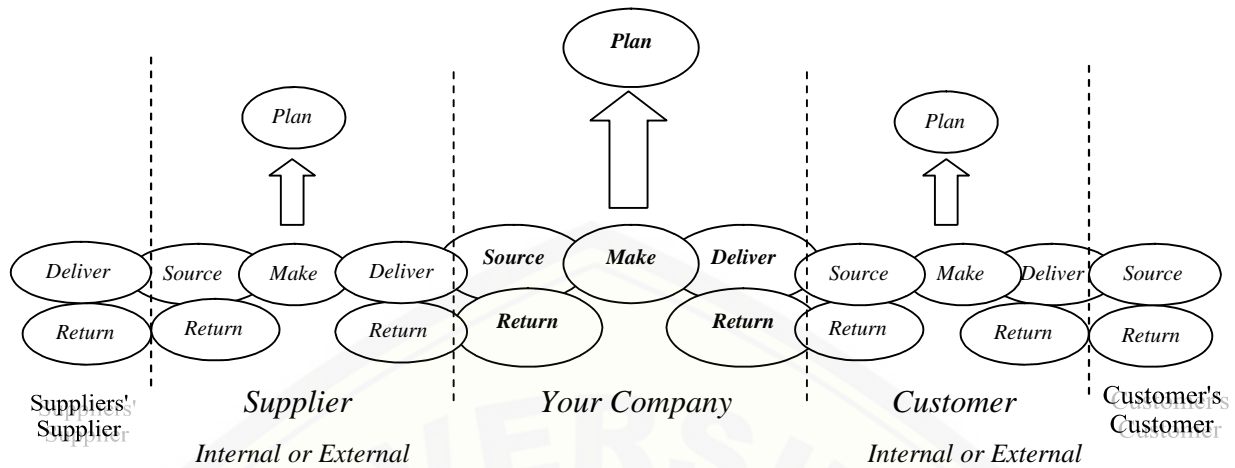 Plan
Plan
Plan
Deliver Source Make Deliver Source Make Deliver Source Make Deliver Source
Return Return Return Return Return Return Return Return
Suppliers' Supplier Your Company Customer Customer's
Supplier Customer
Internal or External Internal or External